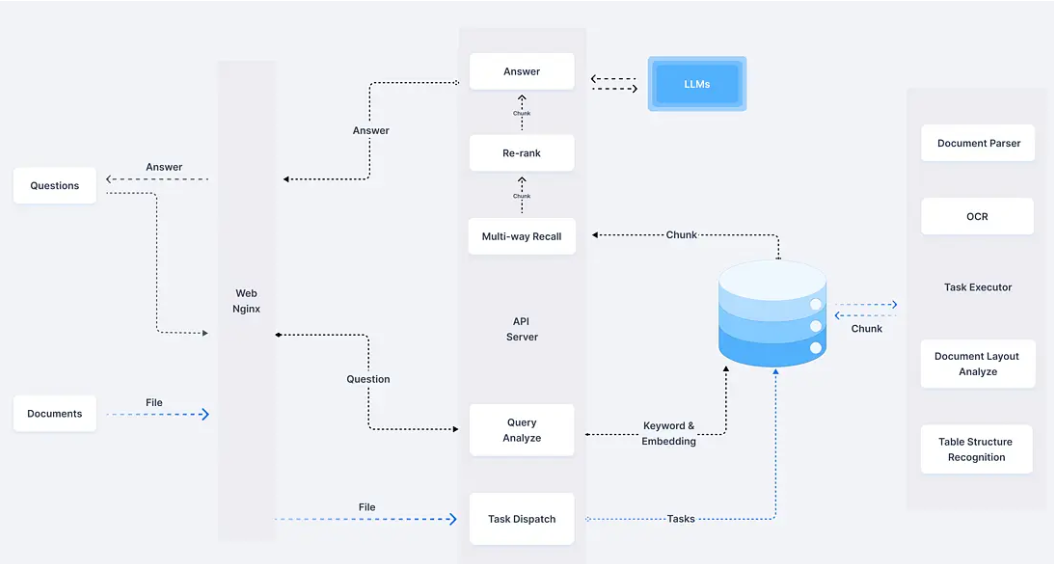 Answer
LLMs
Chunk
Answer
Document Parser
Re-rank
Answer
Questions
Chunk
OCR
Multi-way Recall
Chunk
Task Executor
Web
Nginx
API
Server
Chunk
Document Layout
Analyze
Question
Documents
File
Query
Analyze
Keyword &
Embedding
Table Structure
Recognition
File
Task Dispatch
Tasks